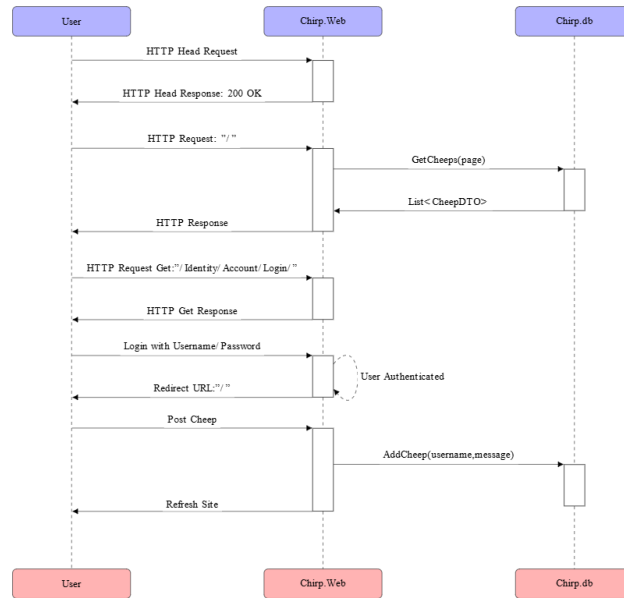 User
Chirp.Web
Chirp.db
HTTP Head Request
HTTP Head Response: 200 OK
HTTP Request: "/"
GetCheeps(page)
List<CheepDTO>
HTTP Response
HTTP Request Get:"/Identity/Account/Login/"
HTTP Get Response
Login with Username/Password
User Authenticated
Redirect URL:"/"
Post Cheep
AddCheep(username,message)
Refresh Site
User
Chirp.Web
Chirp.db